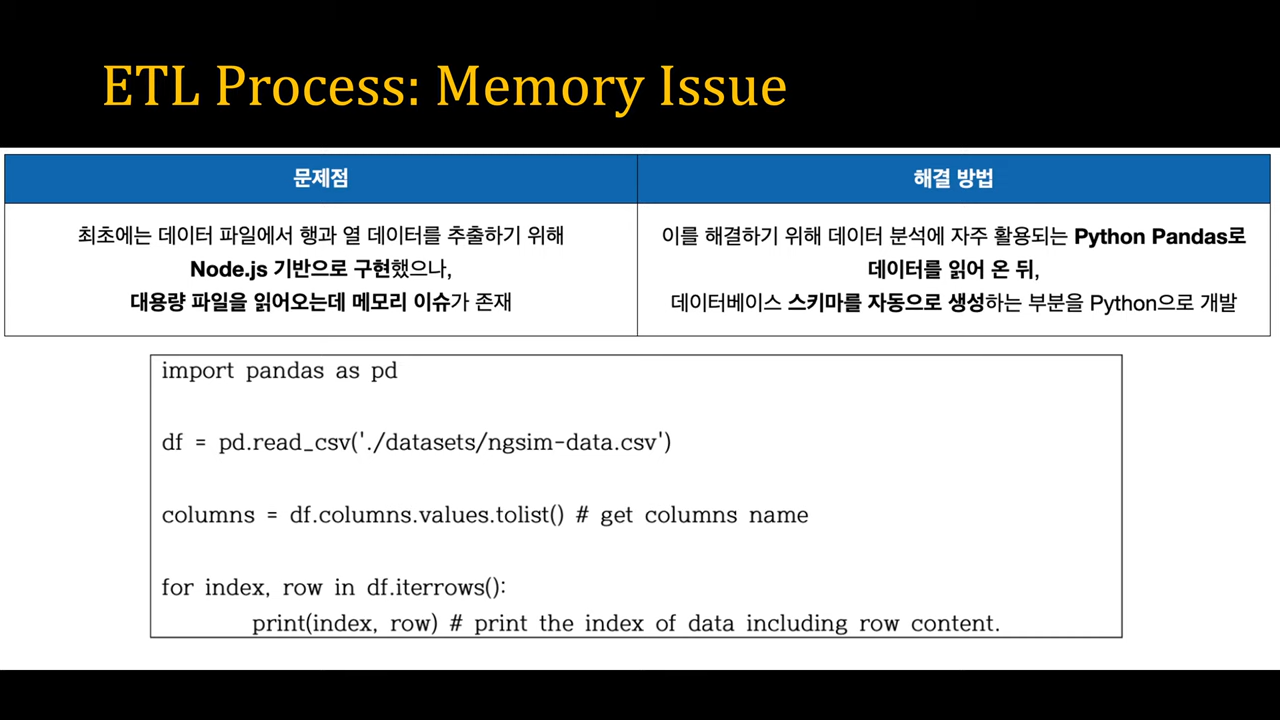 ETL Process: Memory Issue
문제점
해결 방법
최초에는 데이터 파일에서 행과 열 데이터를 추출하기 위해
Node.js 기반으로 구현했으나,
대용량 파일을 읽어오는데 메모리 이슈가 존재
이를 해결하기 위해 데이터 분석에 자주 활용되는 Python Pandas로
데이터를 읽어 온 뒤,
데이터베이스 스키마를 자동으로 생성하는 부분을 Python으로 개발
import pandas as pd
df = pd.read_csv('./datasets/ngsim-data.csv')
columns = df.columns.values.tolist() # get columns name
for index, row in df.iterrows():
print(index, row) # print the index of data including row content.